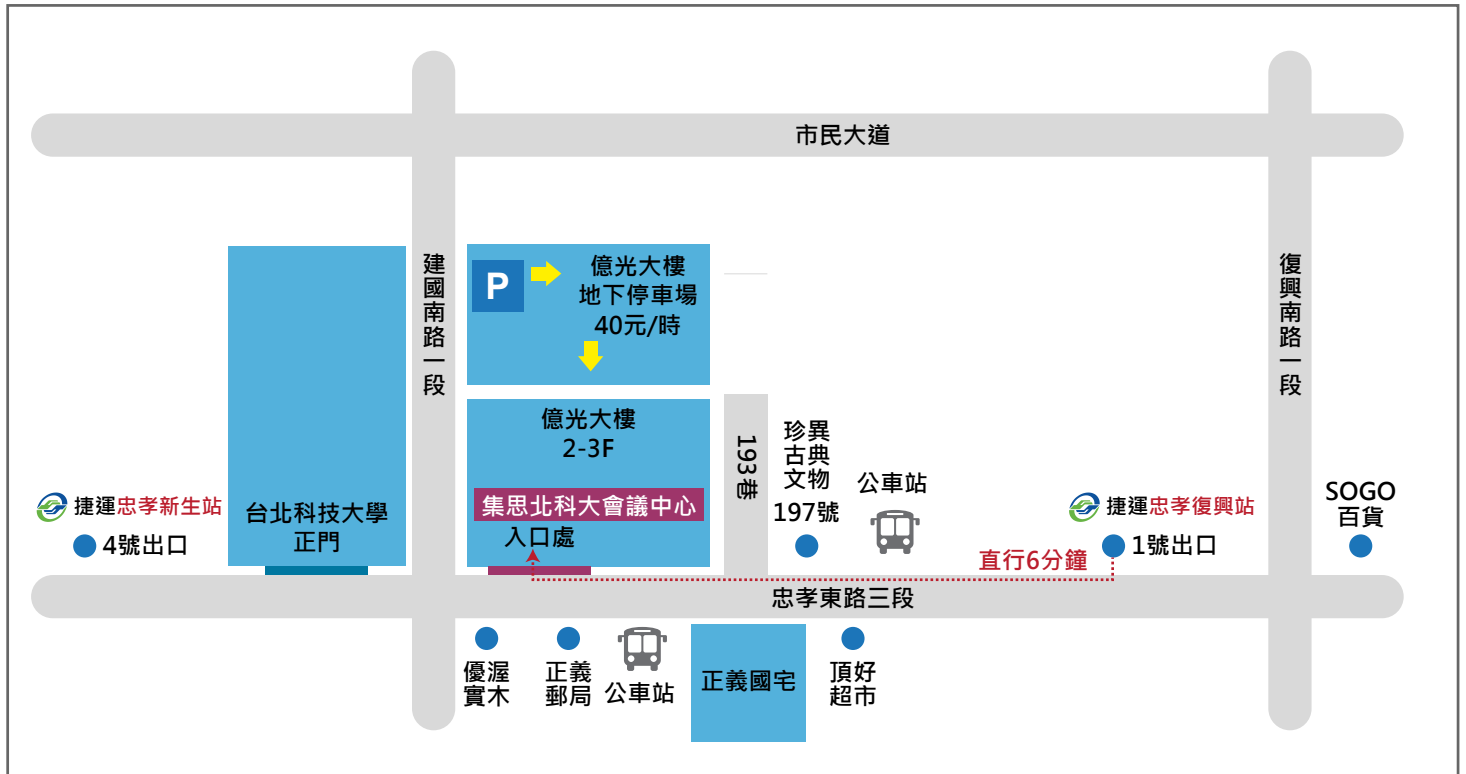 市民大道
建國南路一段
復興南路一段
P
億光大樓
地下停車場
40元/時
億光大樓
2-3F
集思北科大會議中心
入口處
193巷
珍異
古典
文物
197號
公車站
捷運忠孝新生站
4號出口
台北科技大學
正門
捷運忠孝復興站
1號出口
直行6分鐘
SOGO
百貨
忠孝東路三段
優渥
實木
正義
郵局
公車站
正義國宅
頂好
超市